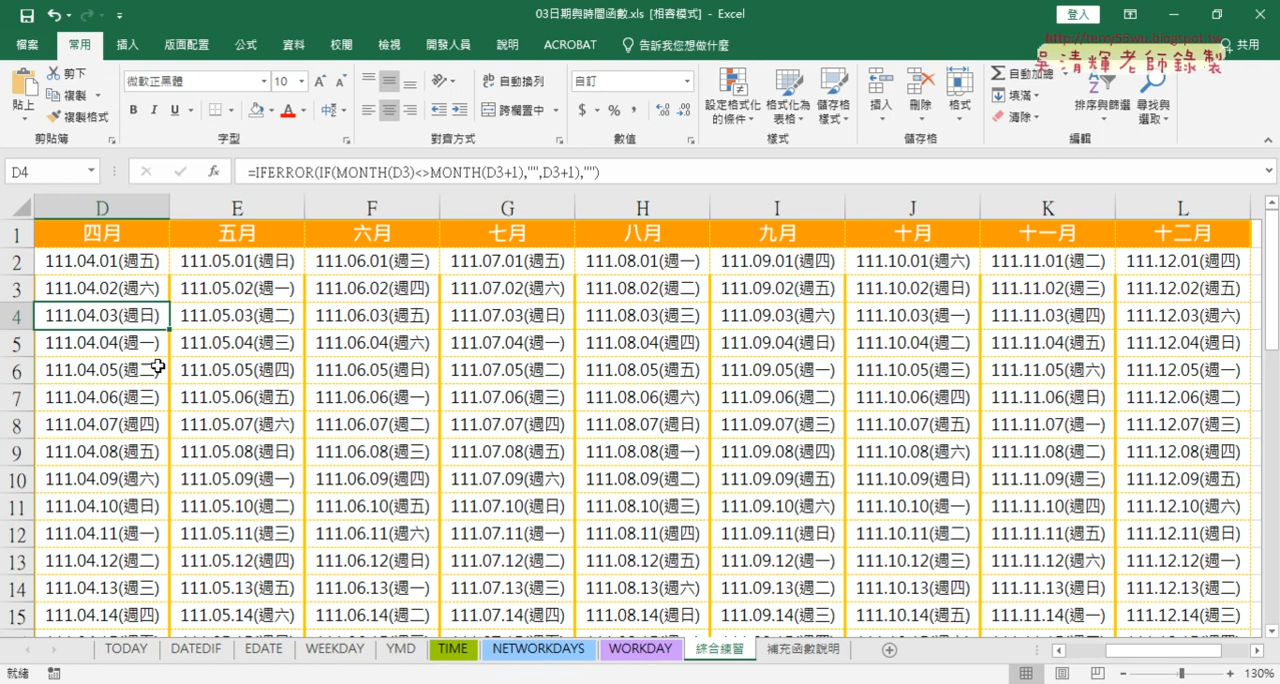 03日期與時間函數.xls [相容模式] - Excel
登入
http://terry55wu.blogspot.tw
吳清輝老師錄製
檔案 常用 插入 版面配置 公式 資料 校閱 檢視 開發人員 說明 ACROBAT 告訴我您想做什麼 共用
貼上 剪下 複製 複製格式 剪貼簿
微軟正黑體 10 B I U 字型
自動換列 跨欄置中 對齊方式
自訂 $ % 數值
設定格式化的條件 格式化為表格 儲存格樣式 樣式
插入 刪除 格式 儲存格
自動加總 填滿 清除 排序與篩選 尋找與選取 編輯
D4 fx =IFERROR(IF(MONTH(D3)<>MONTH(D3+1),"",D3+1),"")
D E F G H I J K L
1 四月 五月 六月 七月 八月 九月 十月 十一月 十二月
2 111.04.01(週五) 111.05.01(週日) 111.06.01(週三) 111.07.01(週五) 111.08.01(週一) 111.09.01(週四) 111.10.01(週六) 111.11.01(週二) 111.12.01(週四)
3 111.04.02(週六) 111.05.02(週一) 111.06.02(週四) 111.07.02(週六) 111.08.02(週二) 111.09.02(週五) 111.10.02(週日) 111.11.02(週三) 111.12.02(週五)
4 111.04.03(週日) 111.05.03(週二) 111.06.03(週五) 111.07.03(週日) 111.08.03(週三) 111.09.03(週六) 111.10.03(週一) 111.11.03(週四) 111.12.03(週六)
5 111.04.04(週一) 111.05.04(週三) 111.06.04(週六) 111.07.04(週一) 111.08.04(週四) 111.09.04(週日) 111.10.04(週二) 111.11.04(週五) 111.12.04(週日)
6 111.04.05(週二) 111.05.05(週四) 111.06.05(週日) 111.07.05(週二) 111.08.05(週五) 111.09.05(週一) 111.10.05(週三) 111.11.05(週六) 111.12.05(週一)
7 111.04.06(週三) 111.05.06(週五) 111.06.06(週一) 111.07.06(週三) 111.08.06(週六) 111.09.06(週二) 111.10.06(週四) 111.11.06(週日) 111.12.06(週二)
8 111.04.07(週四) 111.05.07(週六) 111.06.07(週二) 111.07.07(週四) 111.08.07(週日) 111.09.07(週三) 111.10.07(週五) 111.11.07(週一) 111.12.07(週三)
9 111.04.08(週五) 111.05.08(週日) 111.06.08(週三) 111.07.08(週五) 111.08.08(週一) 111.09.08(週四) 111.10.08(週六) 111.11.08(週二) 111.12.08(週四)
10 111.04.09(週六) 111.05.09(週一) 111.06.09(週四) 111.07.09(週六) 111.08.09(週二) 111.09.09(週五) 111.10.09(週日) 111.11.09(週三) 111.12.09(週五)
11 111.04.10(週日) 111.05.10(週二) 111.06.10(週五) 111.07.10(週日) 111.08.10(週三) 111.09.10(週六) 111.10.10(週一) 111.11.10(週四) 111.12.10(週六)
12 111.04.11(週一) 111.05.11(週三) 111.06.11(週六) 111.07.11(週一) 111.08.11(週四) 111.09.11(週日) 111.10.11(週二) 111.11.11(週五) 111.12.11(週日)
13 111.04.12(週二) 111.05.12(週四) 111.06.12(週日) 111.07.12(週二) 111.08.12(週五) 111.09.12(週一) 111.10.12(週三) 111.11.12(週六) 111.12.12(週一)
14 111.04.13(週三) 111.05.13(週五) 111.06.13(週一) 111.07.13(週三) 111.08.13(週六) 111.09.13(週二) 111.10.13(週四) 111.11.13(週日) 111.12.13(週二)
15 111.04.14(週四) 111.05.14(週六) 111.06.14(週二) 111.07.14(週四) 111.08.14(週日) 111.09.14(週三) 111.10.14(週五) 111.11.14(週一) 111.12.14(週三)
TODAY DATEDIF EDATE WEEKDAY YMD TIME NETWORKDAYS WORKDAY 綜合練習 補充函數說明
就緒 130%